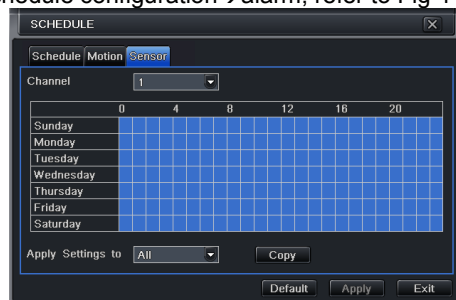 hedule configuration→alarm; refer to Fig
SCHEDULE X
Schedule Motion Sensor
Channel 1
0 4 8 12 16 20
Sunday
Monday
Tuesday
Wednesday
Thursday
Friday
Saturday
Apply Settings to All Copy
Default Apply Exit